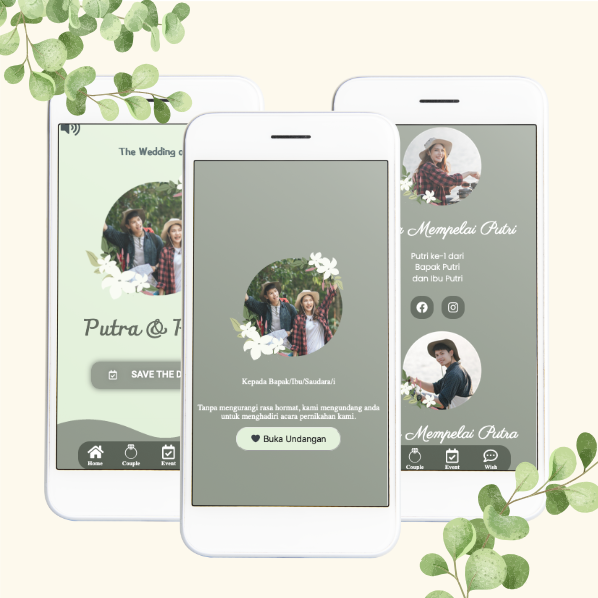 The Wedding o
Putra &
SAVE THE D
Home Couple Event
Kepada Bapak/Ibu/Saudara/i
Tanpa mengurangi rasa hormat, kami mengundang anda
untuk menghadiri acara pernikahan kami.
Buka Undangan
Mempelai Putri
Putri ke-1 dari
Bapak Putri
dan Ibu Putri
Mempelai Putra
Couple Event Wish